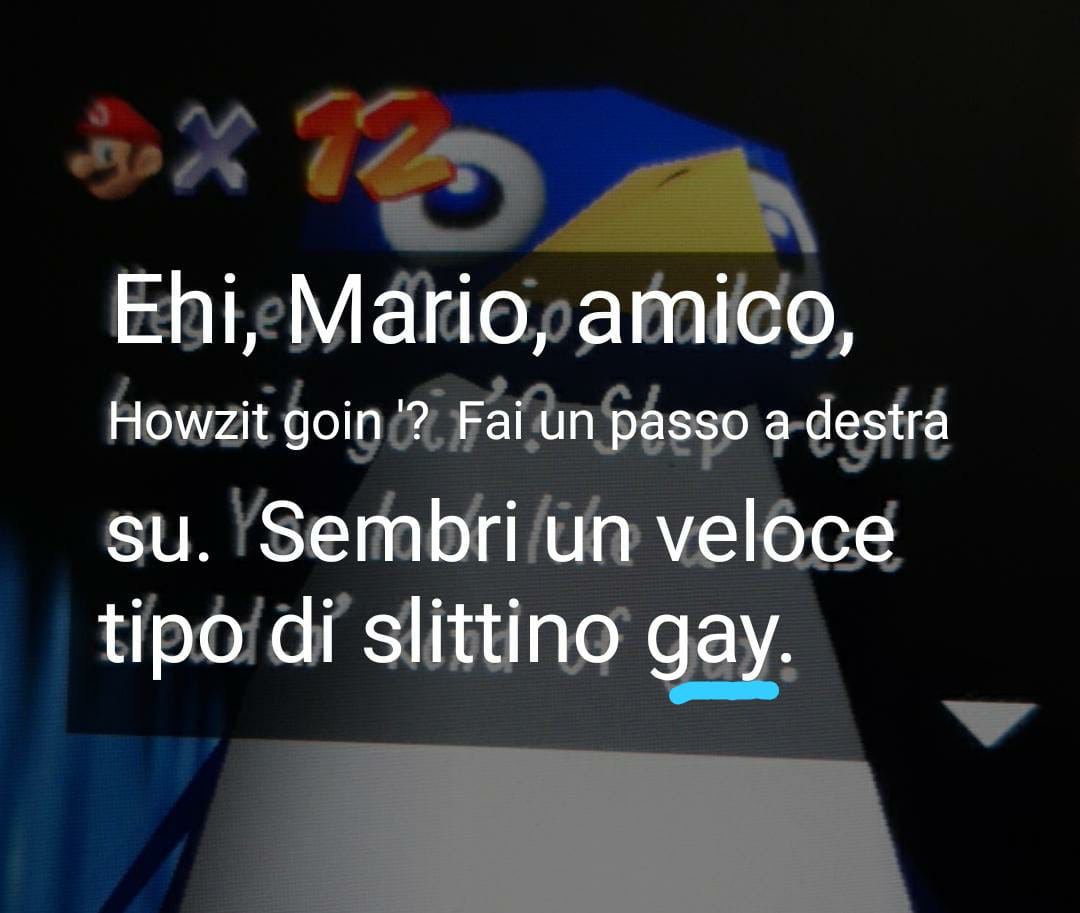 x 12
Ehi, Mario, amico,
Howzit goin '? Fai un passo a destra
su. Sembri un veloce
tipo di slittino gay.